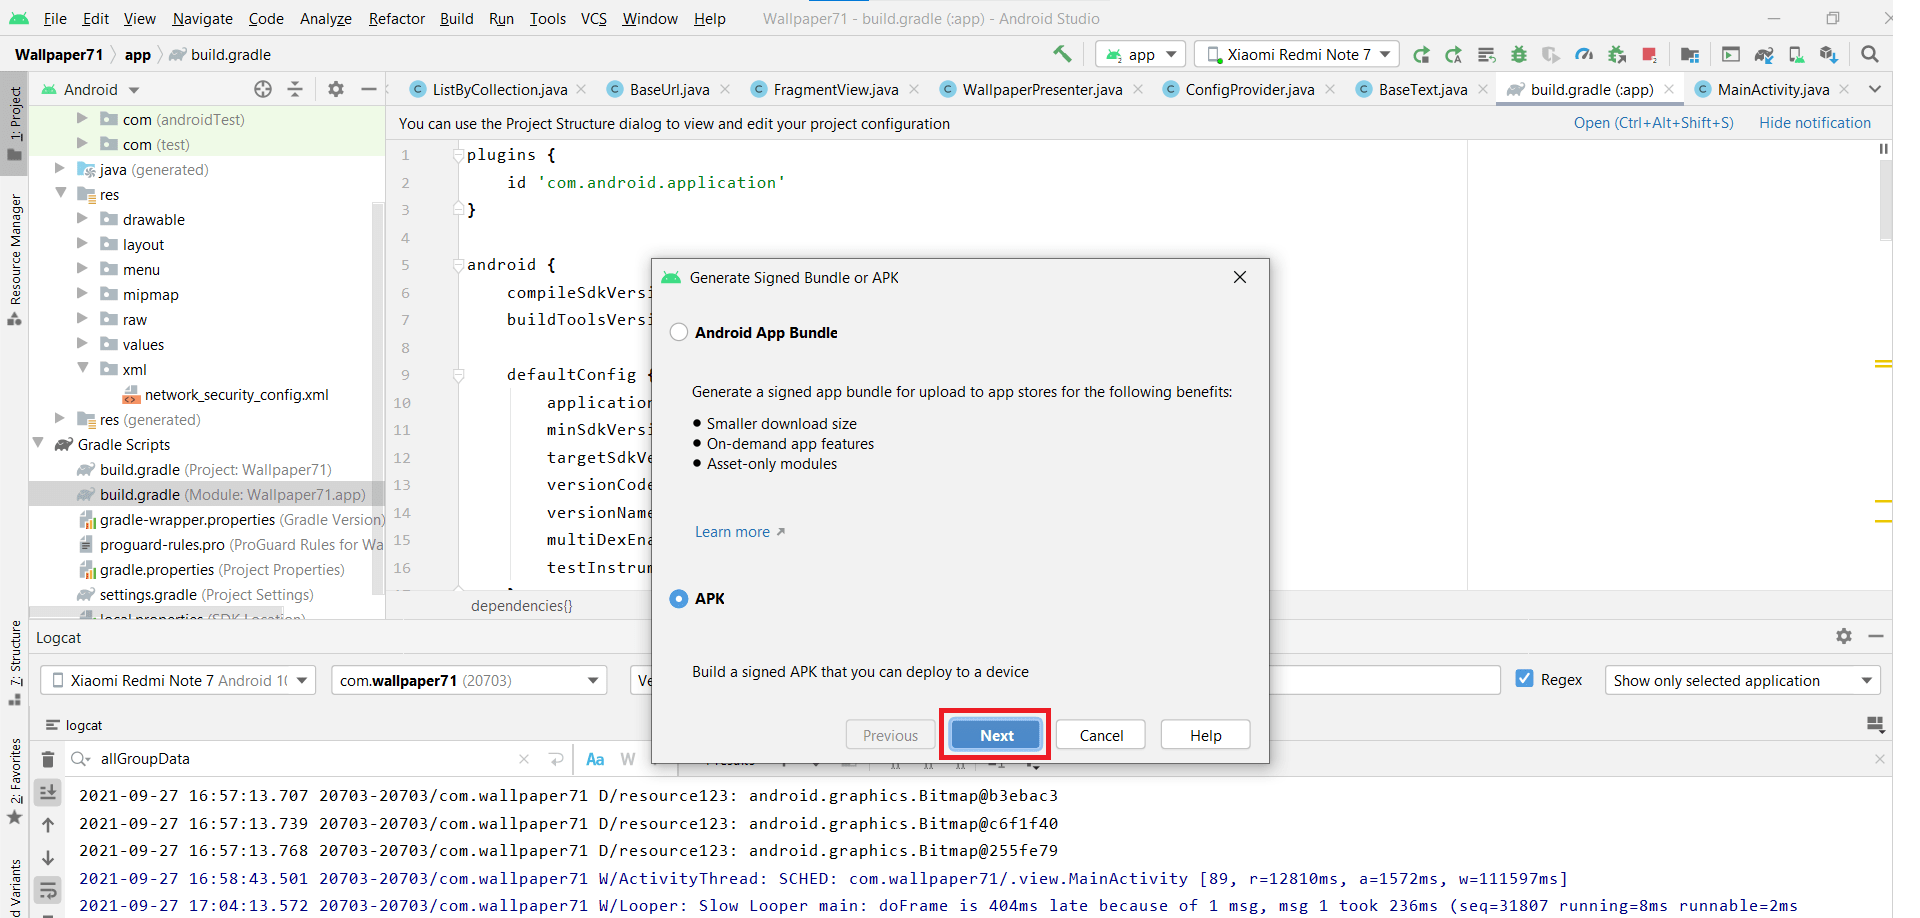 File Edit View Navigate Code Analyze Refactor Build Run Tools VCS Window Help Wallpaper71 - build.gradle (:app) - Android Studio
Wallpaper71 app build.gradle
app Xiaomi Redmi Note 7
Android
ListByCollection.java BaseUrl.java FragmentView.java WallpaperPresenter.java ConfigProvider.java BaseText.java build.gradle (:app) MainActivity.java
You can use the Project Structure dialog to view and edit your project configuration Open (Ctrl+Alt+Shift+S) Hide notification
1: Project
Resource Manager
7: Structure
2: Favorites
d Variants
com (androidTest)
com (test)
java (generated)
res
drawable
layout
menu
mipmap
raw
values
xml
network_security_config.xml
res (generated)
Gradle Scripts
build.gradle (Project: Wallpaper71)
build.gradle (Module: Wallpaper71.app)
gradle-wrapper.properties (Gradle Version)
proguard-rules.pro (ProGuard Rules for Wa
gradle.properties (Project Properties)
settings.gradle (Project Settings)
local.properties (SDK Location)
1 plugins {
2 id 'com.android.application'
3 }
4
5 android {
6 compileSdkVersi
7 buildToolsVersi
8
9 defaultConfig {
10 application
11 minSdkVersi
12 targetSdkVe
13 versionCode
14 versionName
15 multiDexEna
16 testInstrum
dependencies{}
Generate Signed Bundle or APK
Android App Bundle
Generate a signed app bundle for upload to app stores for the following benefits:
● Smaller download size
● On-demand app features
● Asset-only modules
Learn more ↗
APK
Build a signed APK that you can deploy to a device
Previous Next Cancel Help
Logcat
Xiaomi Redmi Note 7 Android 1 com.wallpaper71 (20703) Ve Regex Show only selected application
logcat
allGroupData Aa W
2021-09-27 16:57:13.707 20703-20703/com.wallpaper71 D/resource123: android.graphics.Bitmap@b3ebac3
2021-09-27 16:57:13.739 20703-20703/com.wallpaper71 D/resource123: android.graphics.Bitmap@c6f1f40
2021-09-27 16:57:13.768 20703-20703/com.wallpaper71 D/resource123: android.graphics.Bitmap@255fe79
2021-09-27 16:58:43.501 20703-20703/com.wallpaper71 W/ActivityThread: SCHED: com.wallpaper71/.view.MainActivity [89, r=12810ms, a=1572ms, w=111597ms]
2021-09-27 17:04:13.572 20703-20703/com.wallpaper71 W/Looper: Slow Looper main: doFrame is 404ms late because of 1 msg, msg 1 took 236ms (seq=31807 running=8ms runnable=2ms